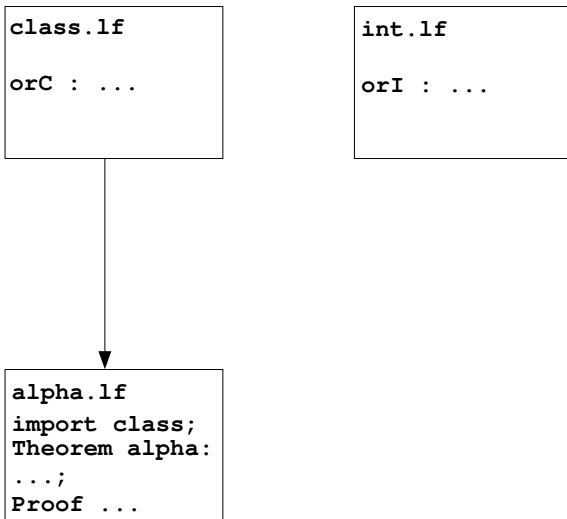 class.lf
orC : ...
int.lf
orI : ...
alpha.lf
import class;
Theorem alpha:
...;
Proof ...